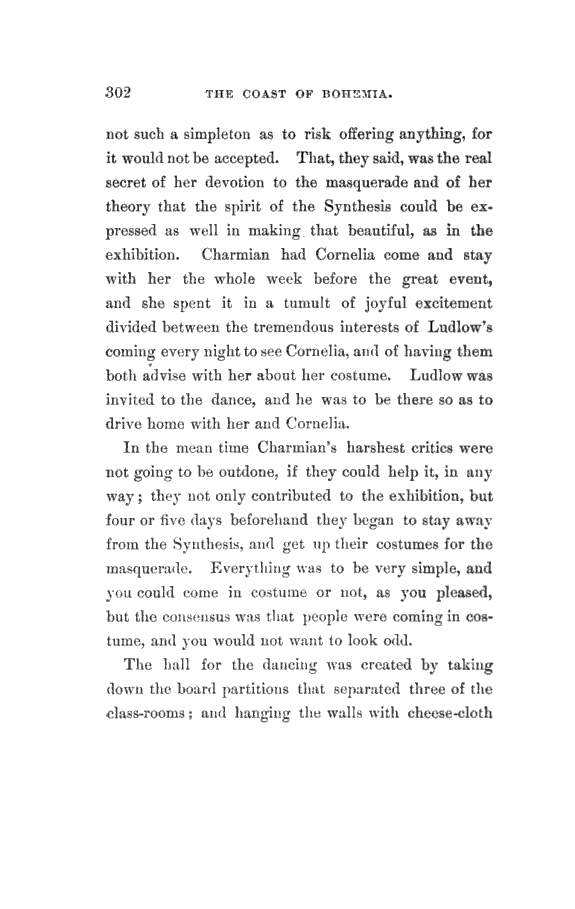 302 THE COAST OF BOHEMIA.
not such a simpleton as to risk offering anything, for
it would not be accepted. That, they said, was the real
secret of her devotion to the masquerade and of her
theory that the spirit of the Synthesis could be ex-
pressed as well in making that beautiful, as in the
exhibition. Charmian had Cornelia come and stay
with her the whole week before the great event,
and she spent it in a tumult of joyful excitement
divided between the tremendous interests of Ludlow's
coming every night to see Cornelia, and of having them
both advise with her about her costume. Ludlow was
invited to the dance, and he was to be there so as to
drive home with her and Cornelia.
In the mean time Charmian's harshest critics were
not going to be outdone, if they could help it, in any
way; they not only contributed to the exhibition, but
four or five days beforehand they began to stay away
from the Synthesis, and get up their costumes for the
masquerade. Everything was to be very simple, and
you could come in costume or not, as you pleased,
but the consensus was that people were coming in cos-
tume, and you would not want to look odd.
The hall for the dancing was created by taking
down the board partitions that separated three of the
class-rooms; and hanging the walls with cheese-cloth